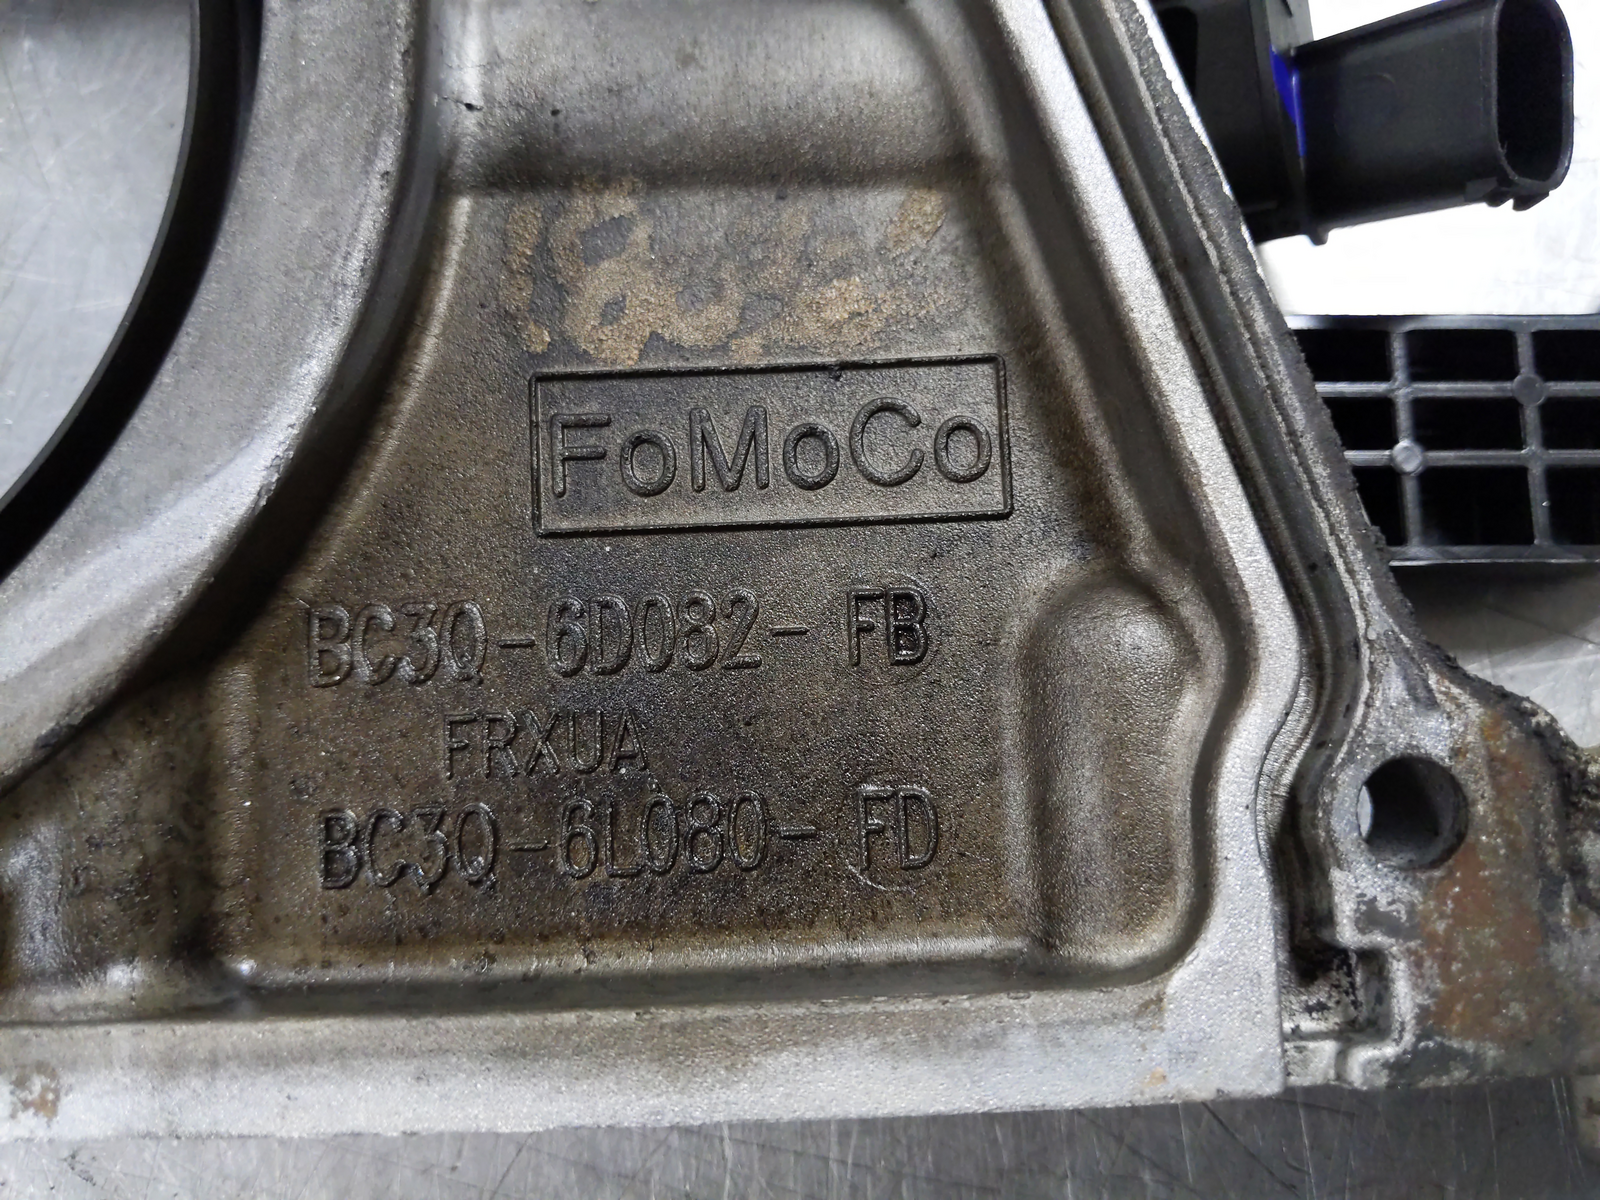 FoMoCo
BC3Q-6D082- FB
FRXUA
BC3Q-6L080- FD